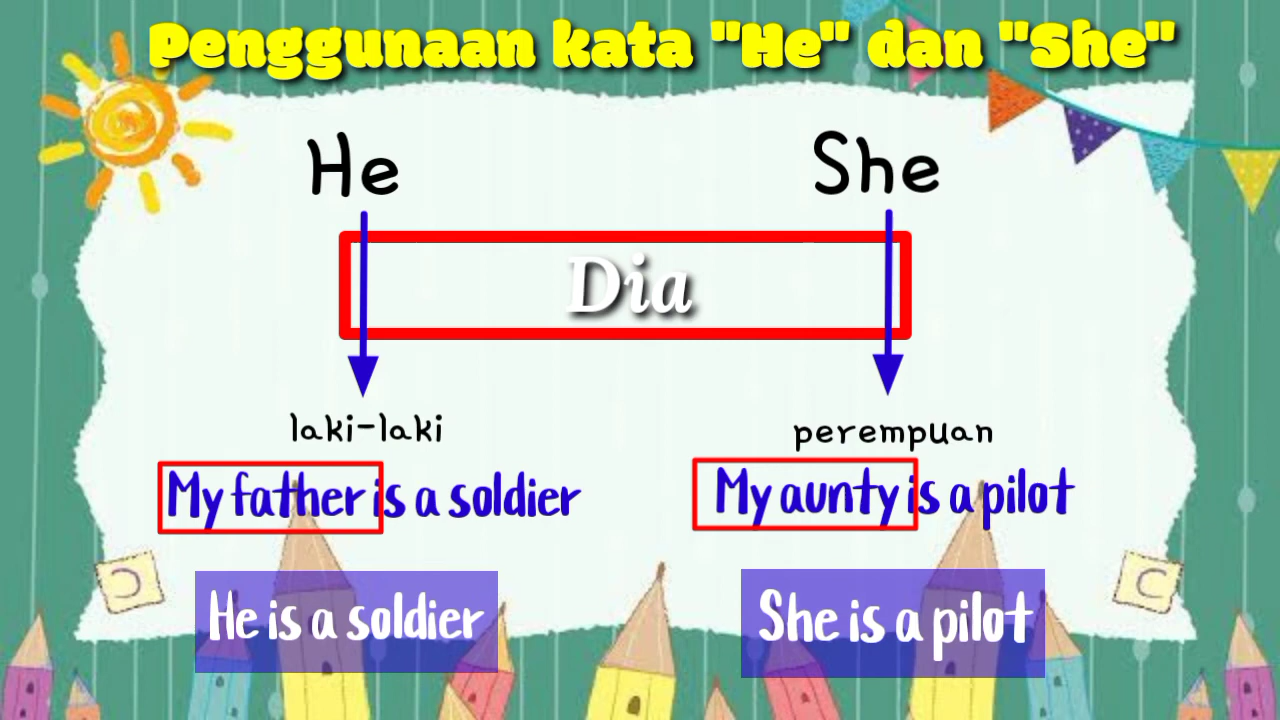 Penggunaan kata "He" dan "She"
He
She
Dia
laki-laki
perempuan
My father is a soldier
My aunty is a pilot
He is a soldier
She is a pilot